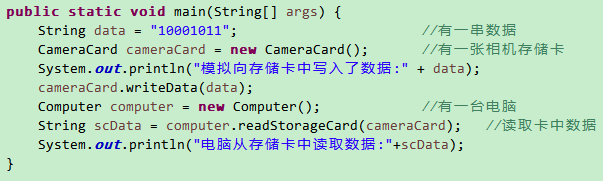 public static void main(String[] args) {
    String data = "10001011";                    //有一串数据
    CameraCard cameraCard = new CameraCard();    //有一张相机存储卡
    System.out.println("模拟向存储卡中写入了数据:" + data);
    cameraCard.writeData(data);
    Computer computer = new Computer();          //有一台电脑
    String scData = computer.readStorageCard(cameraCard);   //读取卡中数据
    System.out.println("电脑从存储卡中读取数据:"+scData);
}